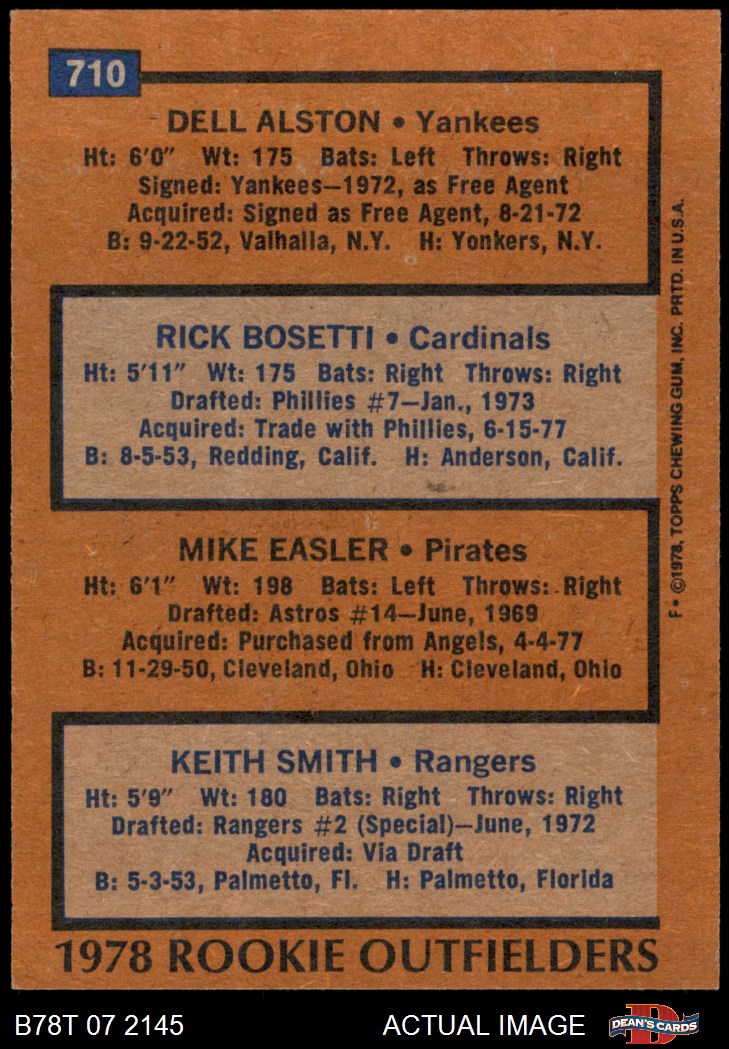 710
DELL ALSTON • Yankees
Ht: 6'0" Wt: 175 Bats: Left Throws: Right
Signed: Yankees—1972, as Free Agent
Acquired: Signed as Free Agent, 8-21-72
B: 9-22-52, Valhalla, N.Y. H: Yonkers, N.Y.
RICK BOSETTI • Cardinals
Ht: 5'11" Wt: 175 Bats: Right Throws: Right
Drafted: Phillies #7—Jan., 1973
Acquired: Trade with Phillies, 6-15-77
B: 8-5-53, Redding, Calif. H: Anderson, Calif.
MIKE EASLER • Pirates
Ht: 6'1" Wt: 198 Bats: Left Throws: Right
Drafted: Astros #14—June, 1969
Acquired: Purchased from Angels, 4-4-77
B: 11-29-50, Cleveland, Ohio H: Cleveland, Ohio
KEITH SMITH • Rangers
Ht: 5'9" Wt: 180 Bats: Right Throws: Right
Drafted: Rangers #2 (Special)—June, 1972
Acquired: Via Draft
B: 5-3-53, Palmetto, Fl. H: Palmetto, Florida
1978 ROOKIE OUTFIELDERS
F• ©1978, TOPPS CHEWING GUM, INC. PRTD. IN U.S.A.
B78T 07 2145 ACTUAL IMAGE
DEAN'S CARDS